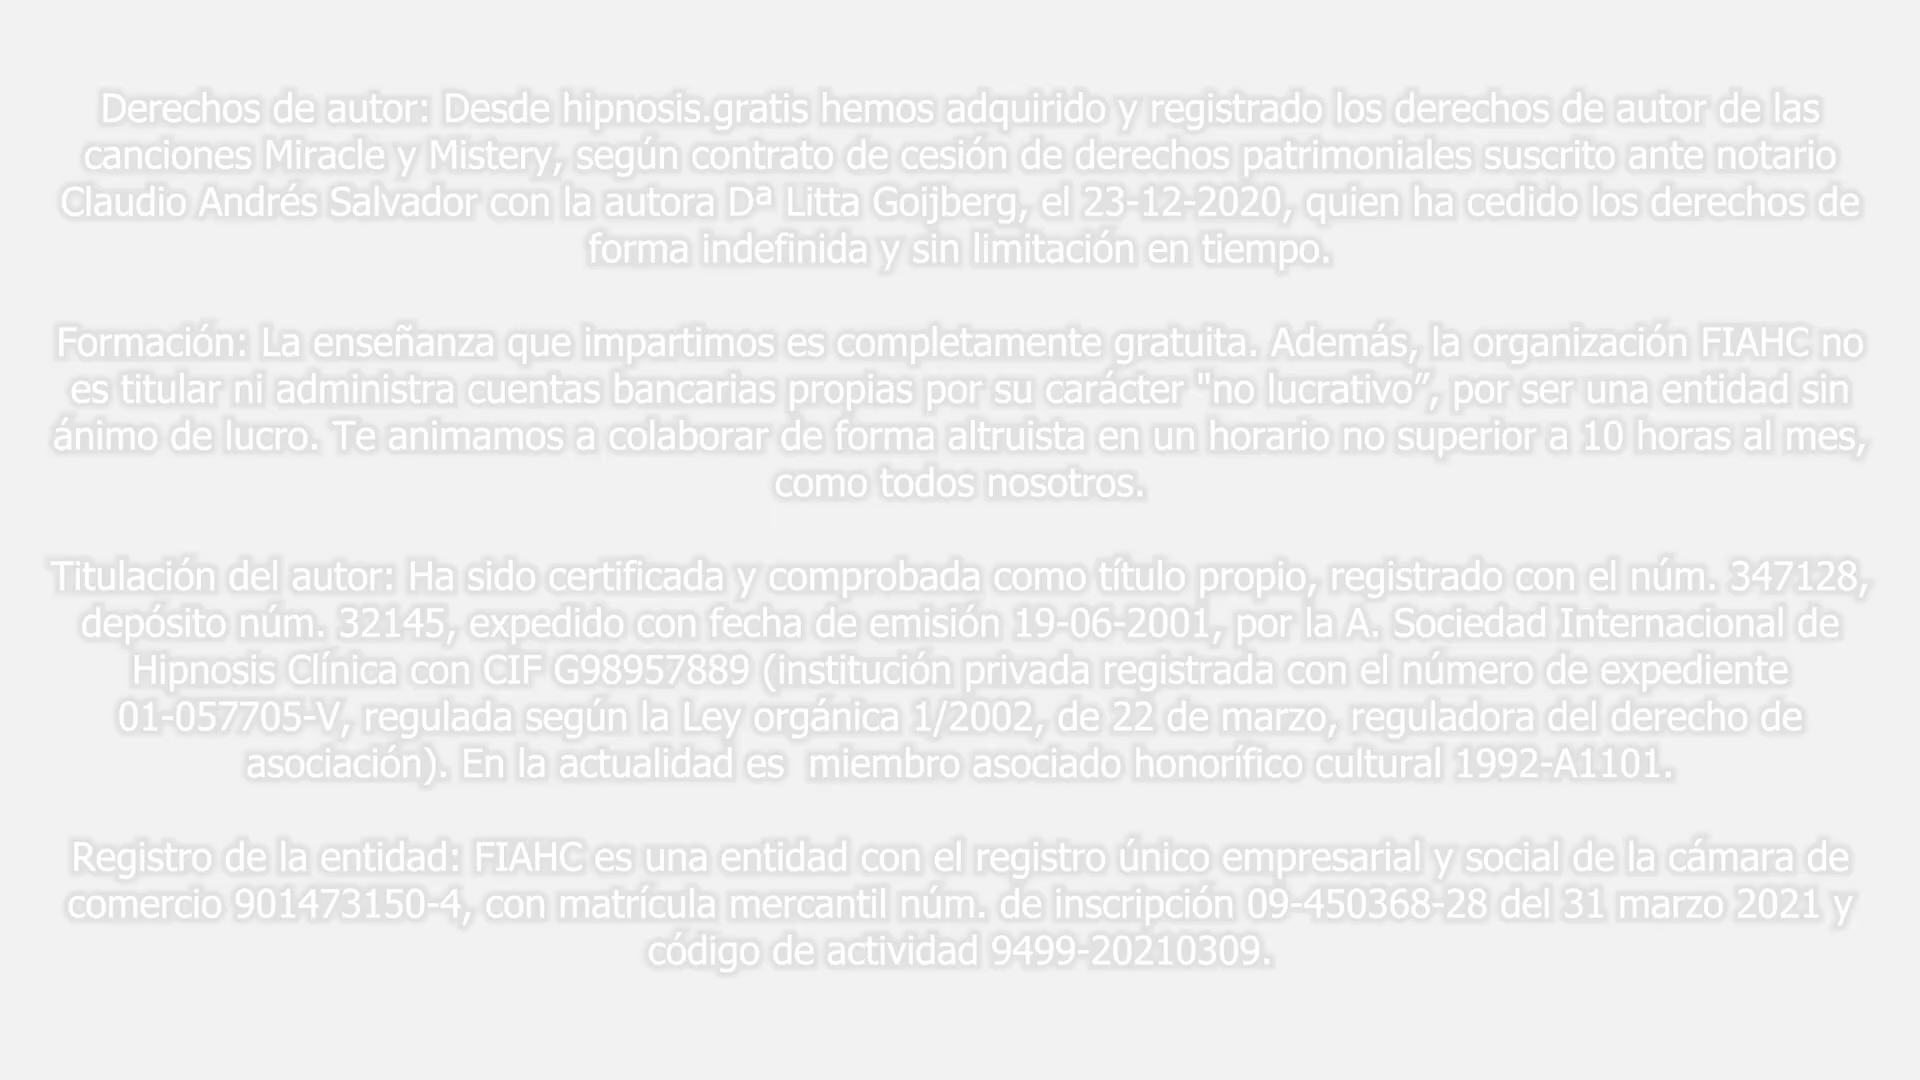 Derechos de autor: Desde hipnosis.gratis hemos adquirido y registrado los derechos de autor de las
canciones Miracle y Mistery, según contrato de cesión de derechos patrimoniales suscrito ante notario
Claudio Andrés Salvador con la autora Dª Litta Goijberg, el 23-12-2020, quien ha cedido los derechos de
forma indefinida y sin limitación en tiempo.
Formación: La enseñanza que impartimos es completamente gratuita. Además, la organización FIAHC no
es titular ni administra cuentas bancarias propias por su carácter "no lucrativo”, por ser una entidad sin
ánimo de lucro. Te animamos a colaborar de forma altruista en un horario no superior a 10 horas al mes,
como todos nosotros.
Titulación del autor: Ha sido certificada y comprobada como título propio, registrado con el núm. 347128,
depósito núm. 32145, expedido con fecha de emisión 19-06-2001, por la A. Sociedad Internacional de
Hipnosis Clínica con CIF G98957889 (institución privada registrada con el número de expediente
01-057705-V, regulada según la Ley orgánica 1/2002, de 22 de marzo, reguladora del derecho de
asociación). En la actualidad es  miembro asociado honorífico cultural 1992-A1101.
Registro de la entidad: FIAHC es una entidad con el registro único empresarial y social de la cámara de
comercio 901473150-4, con matrícula mercantil núm. de inscripción 09-450368-28 del 31 marzo 2021 y
código de actividad 9499-20210309.